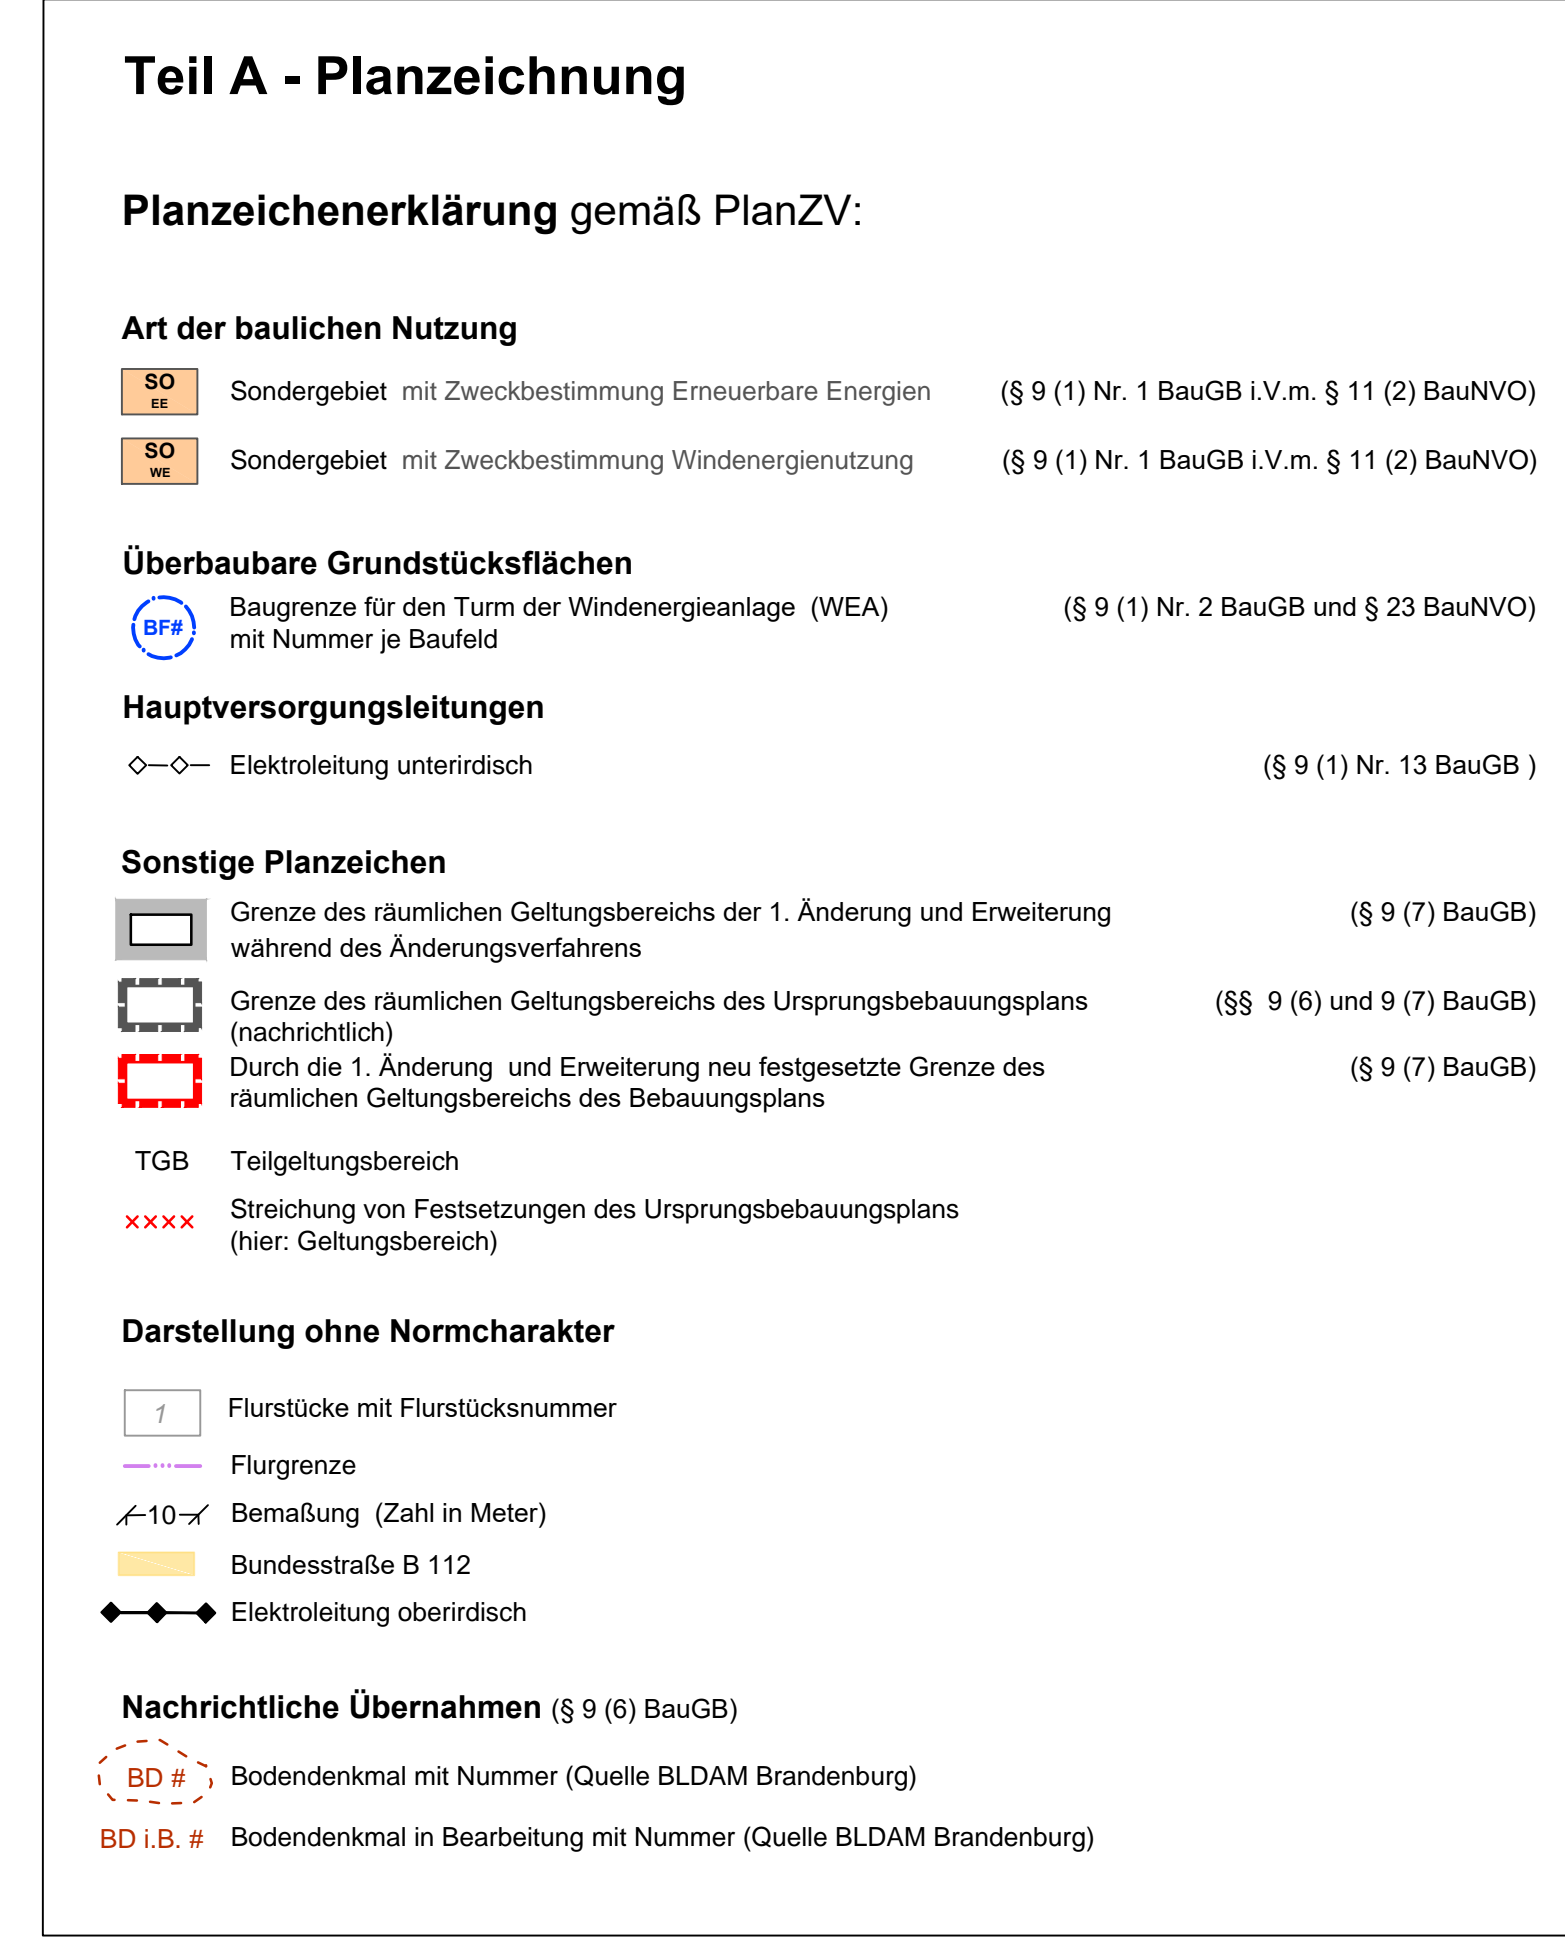 Teil A - Planzeichnung
Planzeichenerklärung gemäß PlanZV:
Art der baulichen Nutzung
SO
EE
Sondergebiet mit Zweckbestimmung Erneuerbare Energien (§ 9 (1) Nr. 1 BauGB i.V.m. § 11 (2) BauNVO)
SO
WE
Sondergebiet mit Zweckbestimmung Windenergienutzung (§ 9 (1) Nr. 1 BauGB i.V.m. § 11 (2) BauNVO)
Überbaubare Grundstücksflächen
BF#
Baugrenze für den Turm der Windenergieanlage (WEA) (§ 9 (1) Nr. 2 BauGB und § 23 BauNVO)
mit Nummer je Baufeld
Hauptversorgungsleitungen
Elektroleitung unterirdisch (§ 9 (1) Nr. 13 BauGB )
Sonstige Planzeichen
Grenze des räumlichen Geltungsbereichs der 1. Änderung und Erweiterung (§ 9 (7) BauGB)
während des Änderungsverfahrens
Grenze des räumlichen Geltungsbereichs des Ursprungsbebauungsplans (§§ 9 (6) und 9 (7) BauGB)
(nachrichtlich)
Durch die 1. Änderung und Erweiterung neu festgesetzte Grenze des (§ 9 (7) BauGB)
räumlichen Geltungsbereichs des Bebauungsplans
TGB Teilgeltungsbereich
Streichung von Festsetzungen des Ursprungsbebauungsplans
(hier: Geltungsbereich)
Darstellung ohne Normcharakter
1 Flurstücke mit Flurstücksnummer
Flurgrenze
10 Bemaßung (Zahl in Meter)
Bundesstraße B 112
Elektroleitung oberirdisch
Nachrichtliche Übernahmen (§ 9 (6) BauGB)
BD # Bodendenkmal mit Nummer (Quelle BLDAM Brandenburg)
BD i.B. # Bodendenkmal in Bearbeitung mit Nummer (Quelle BLDAM Brandenburg)